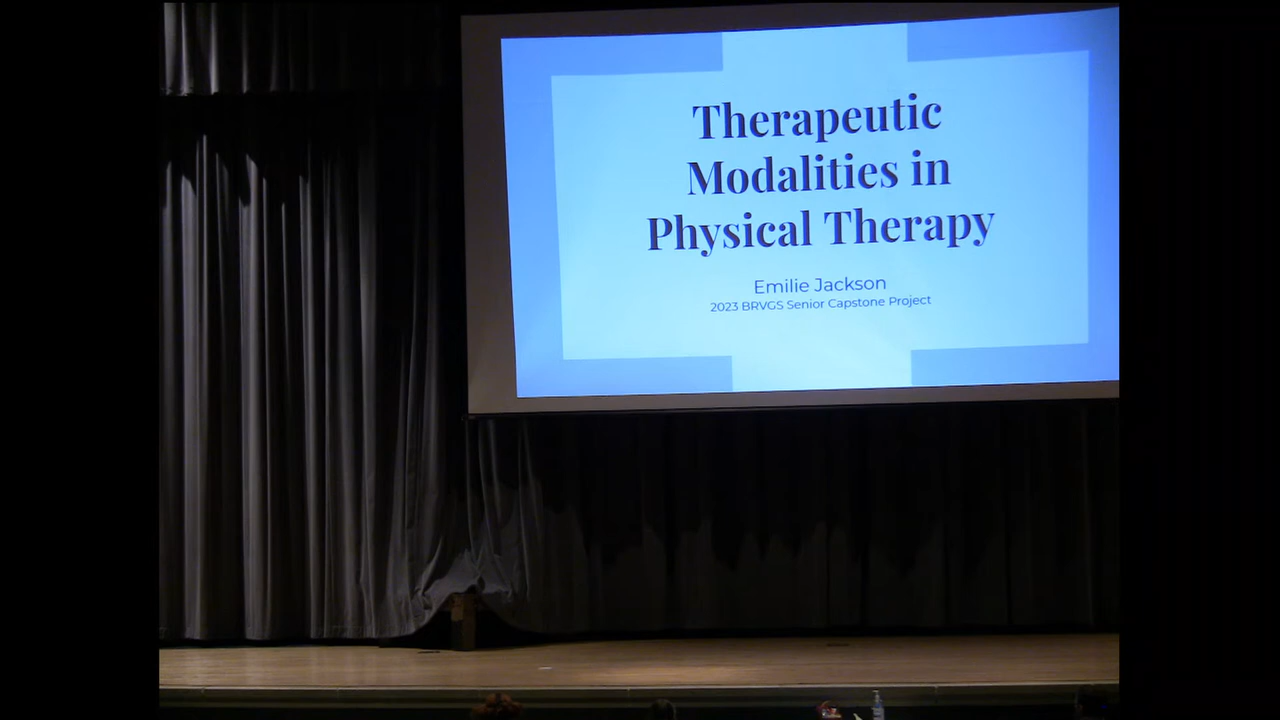 Therapeutic
Modalities in
Physical Therapy
Emilie Jackson
2023 BRVGS Senior Capstone Project